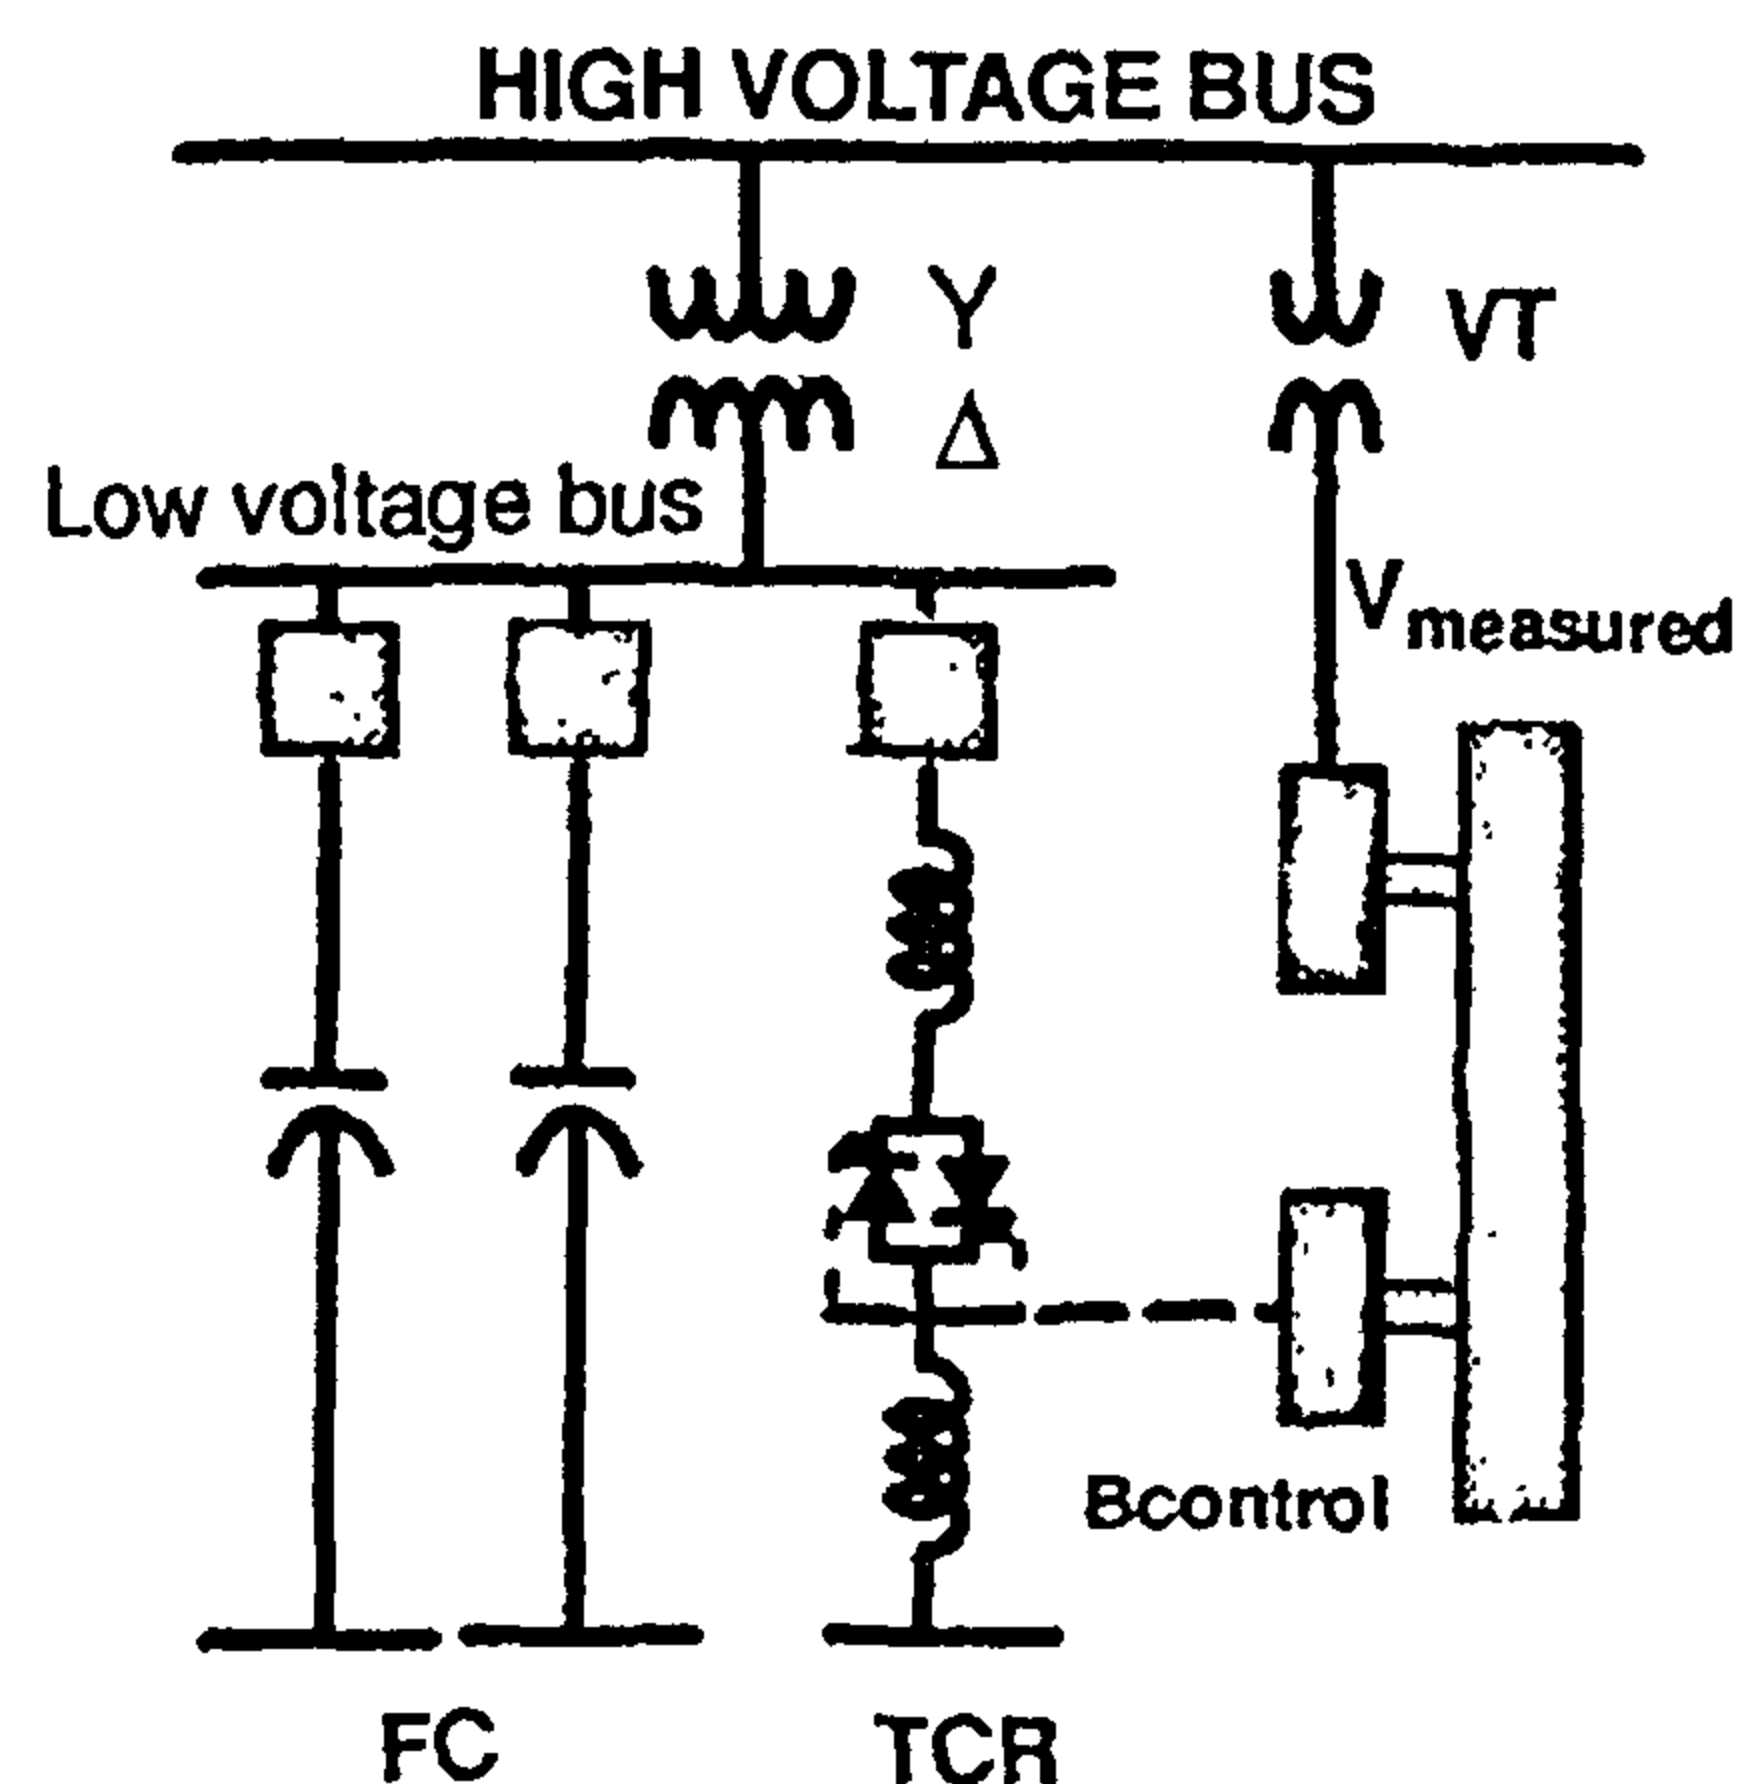 HIGH VOLTAGE BUS
Y
VT
Δ
Low voltage bus
Vmeasured
Bcontrol
FC
TCR